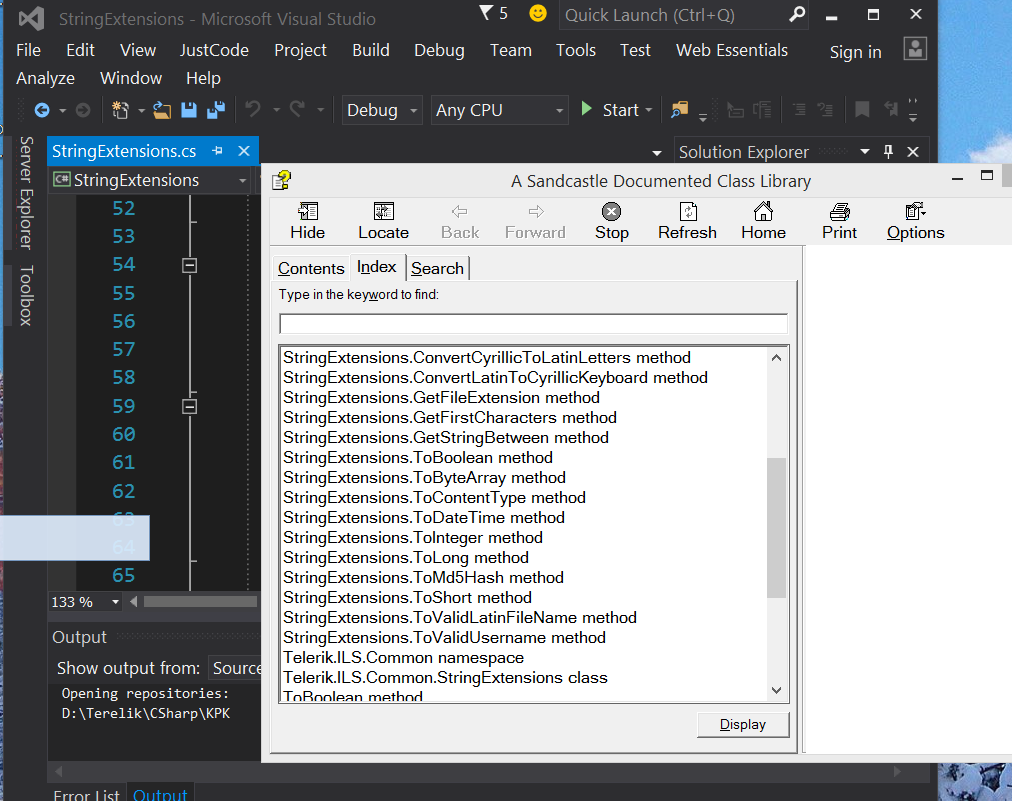 StringExtensions - Microsoft Visual Studio
5
Quick Launch (Ctrl+Q)
File Edit View JustCode Project Build Debug Team Tools Test Web Essentials Sign in
Analyze Window Help
Debug Any CPU Start
Server Explorer
Toolbox
StringExtensions.cs
Solution Explorer
C# StringExtensions
52
53
54
55
56
57
58
59
60
61
62
63
64
65
133 %
Output
Show output from: Source
Opening repositories:
D:\Terelik\CSharp\KPK
Error List Output
A Sandcastle Documented Class Library
Hide Locate Back Forward Stop Refresh Home Print Options
Contents Index Search
Type in the keyword to find:
StringExtensions.ConvertCyrillicToLatinLetters method
StringExtensions.ConvertLatinToCyrillicKeyboard method
StringExtensions.GetFileExtension method
StringExtensions.GetFirstCharacters method
StringExtensions.GetStringBetween method
StringExtensions.ToBoolean method
StringExtensions.ToByteArray method
StringExtensions.ToContentType method
StringExtensions.ToDateTime method
StringExtensions.ToInteger method
StringExtensions.ToLong method
StringExtensions.ToMd5Hash method
StringExtensions.ToShort method
StringExtensions.ToValidLatinFileName method
StringExtensions.ToValidUsername method
Telerik.ILS.Common namespace
Telerik.ILS.Common.StringExtensions class
ToBoolean method
Display